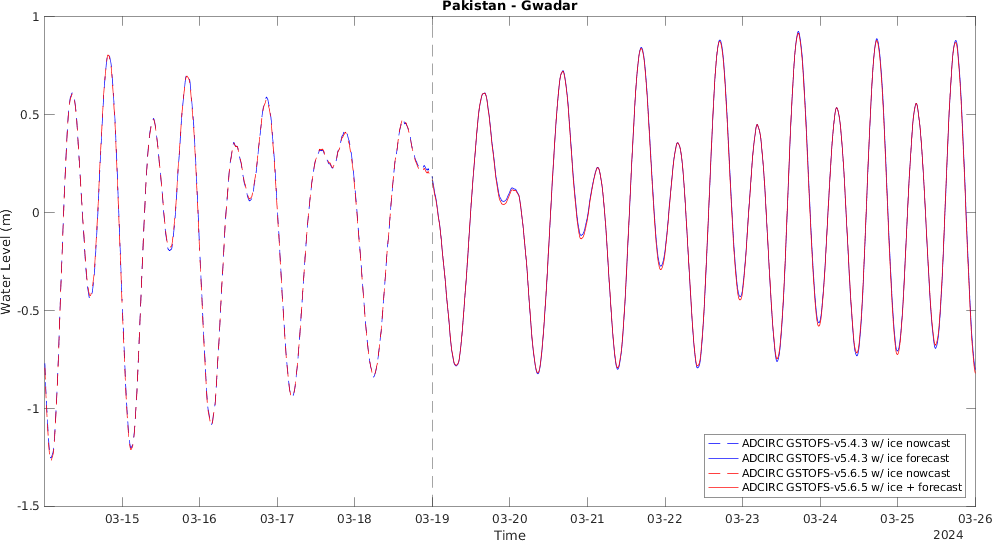 Pakistan - Gwadar
Water Level (m)
1
0.5
0
-0.5
-1
-1.5
03-15
03-16
03-17
03-18
03-19
03-20
03-21
03-22
03-23
03-24
03-25
03-26
Time
2024
ADCIRC GSTOFS-v5.4.3 w/ ice nowcast
ADCIRC GSTOFS-v5.4.3 w/ ice forecast
ADCIRC GSTOFS-v5.6.5 w/ ice nowcast
ADCIRC GSTOFS-v5.6.5 w/ ice + forecast